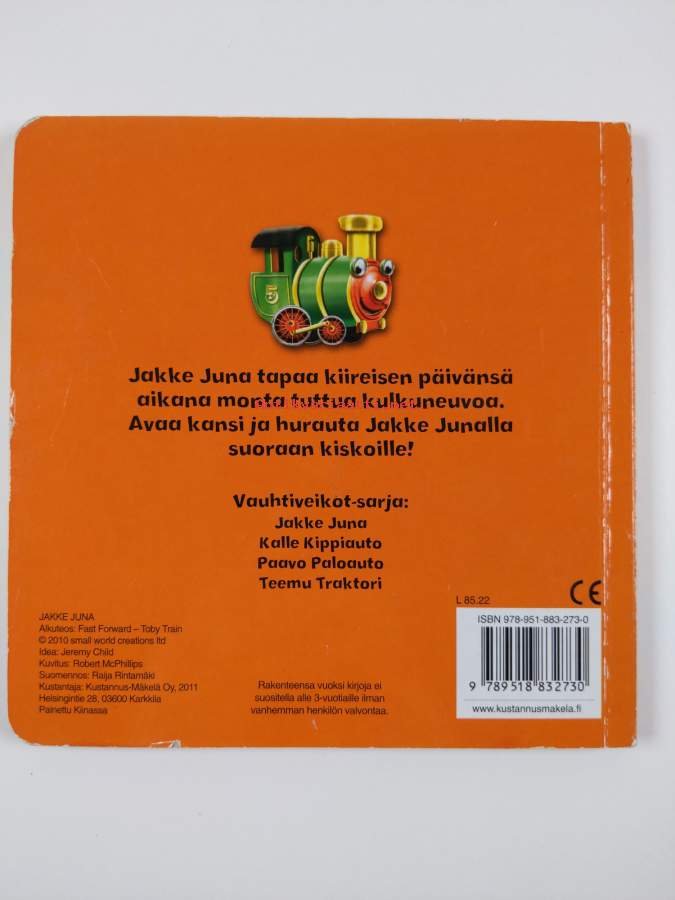 5
Jakke Juna tapaa kiireisen päivänsä
aikana monta tuttua kulkuneuvoa.
Avaa kansi ja hurauta Jakke Junalla
suoraan kiskoille!
Vauhtiveikot-sarja:
Jakke Juna
Kalle Kippiauto
Paavo Paloauto
Teemu Traktori
L 85.22
CE
JAKKE JUNA
Alkuteos: Fast Forward – Toby Train
© 2010 small world creations ltd
Idea: Jeremy Child
Kuvitus: Robert McPhillips
Suomennos: Raija Rintamäki
Kustantaja: Kustannus-Mäkelä Oy, 2011
Helsingintie 28, 03600 Karkkila
Painettu Kiinassa
Rakenteensa vuoksi kirjoja ei
suositella alle 3-vuotiaille ilman
vanhemman henkilön valvontaa.
ISBN 978-951-883-273-0
9 789518 832730
www.kustannusmakela.fi